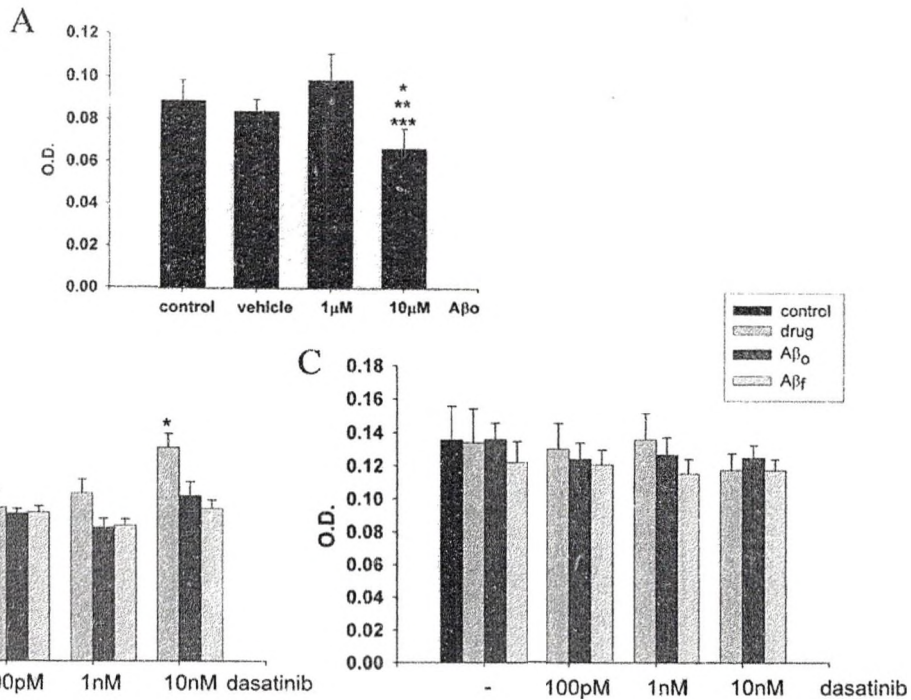 A
0.12
0.10
0.08
0.06
0.04
0.02
0.00
O.D.
*
**
***
control vehicle 1μM 10μM Aβo
control
drug
Aβo
Aβf
*
1nM 10nM dasatinib
C
0.18
0.16
0.14
0.12
0.10
0.08
0.06
0.04
0.02
0.00
O.D.
- 100pM 1nM 10nM dasatinib